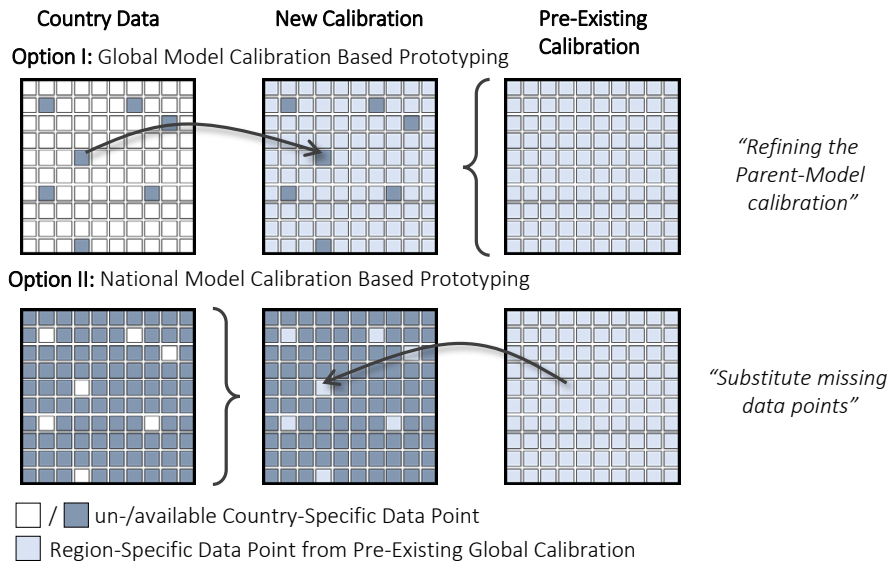 Country Data
New Calibration
Pre-Existing
Calibration
Option I: Global Model Calibration Based Prototyping
“Refining the
Parent-Model
calibration”
Option II: National Model Calibration Based Prototyping
“Substitute missing
data points”
/ un-/available Country-Specific Data Point
Region-Specific Data Point from Pre-Existing Global Calibration